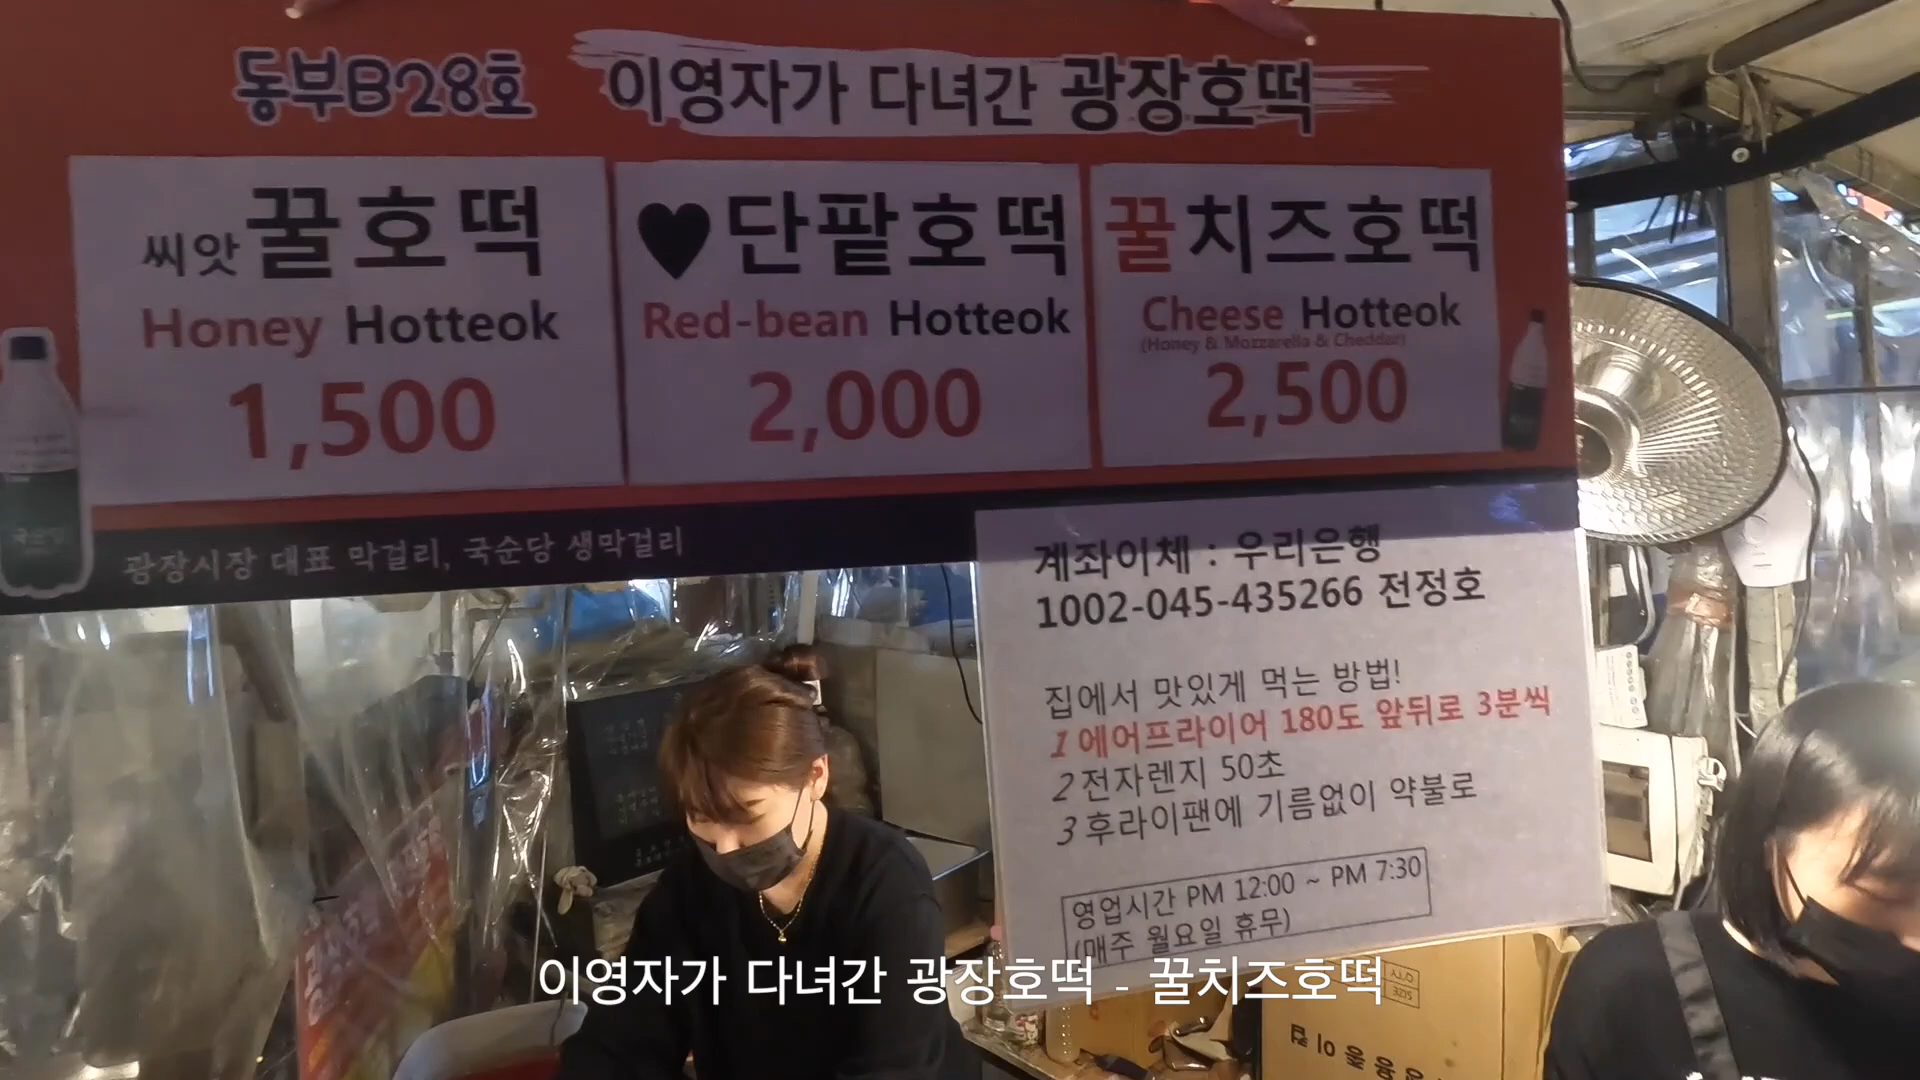 동부B28호 이영자가 다녀간 광장호떡
씨앗 꿀호떡
Honey Hotteok
1,500
♥단팥호떡
Red-bean Hotteok
2,000
꿀치즈호떡
Cheese Hotteok
(Honey & Mozzarella & Cheddar)
2,500
국순당
광장시장 대표 막걸리, 국순당 생막걸리
계좌이체 : 우리은행
1002-045-435266 전정호
집에서 맛있게 먹는 방법!
1 에어프라이어 180도 앞뒤로 3분씩
2 전자렌지 50초
3 후라이팬에 기름없이 약불로
영업시간 PM 12:00 ~ PM 7:30
(매주 월요일 휴무)
이영자가 다녀간 광장호떡 - 꿀치즈호떡